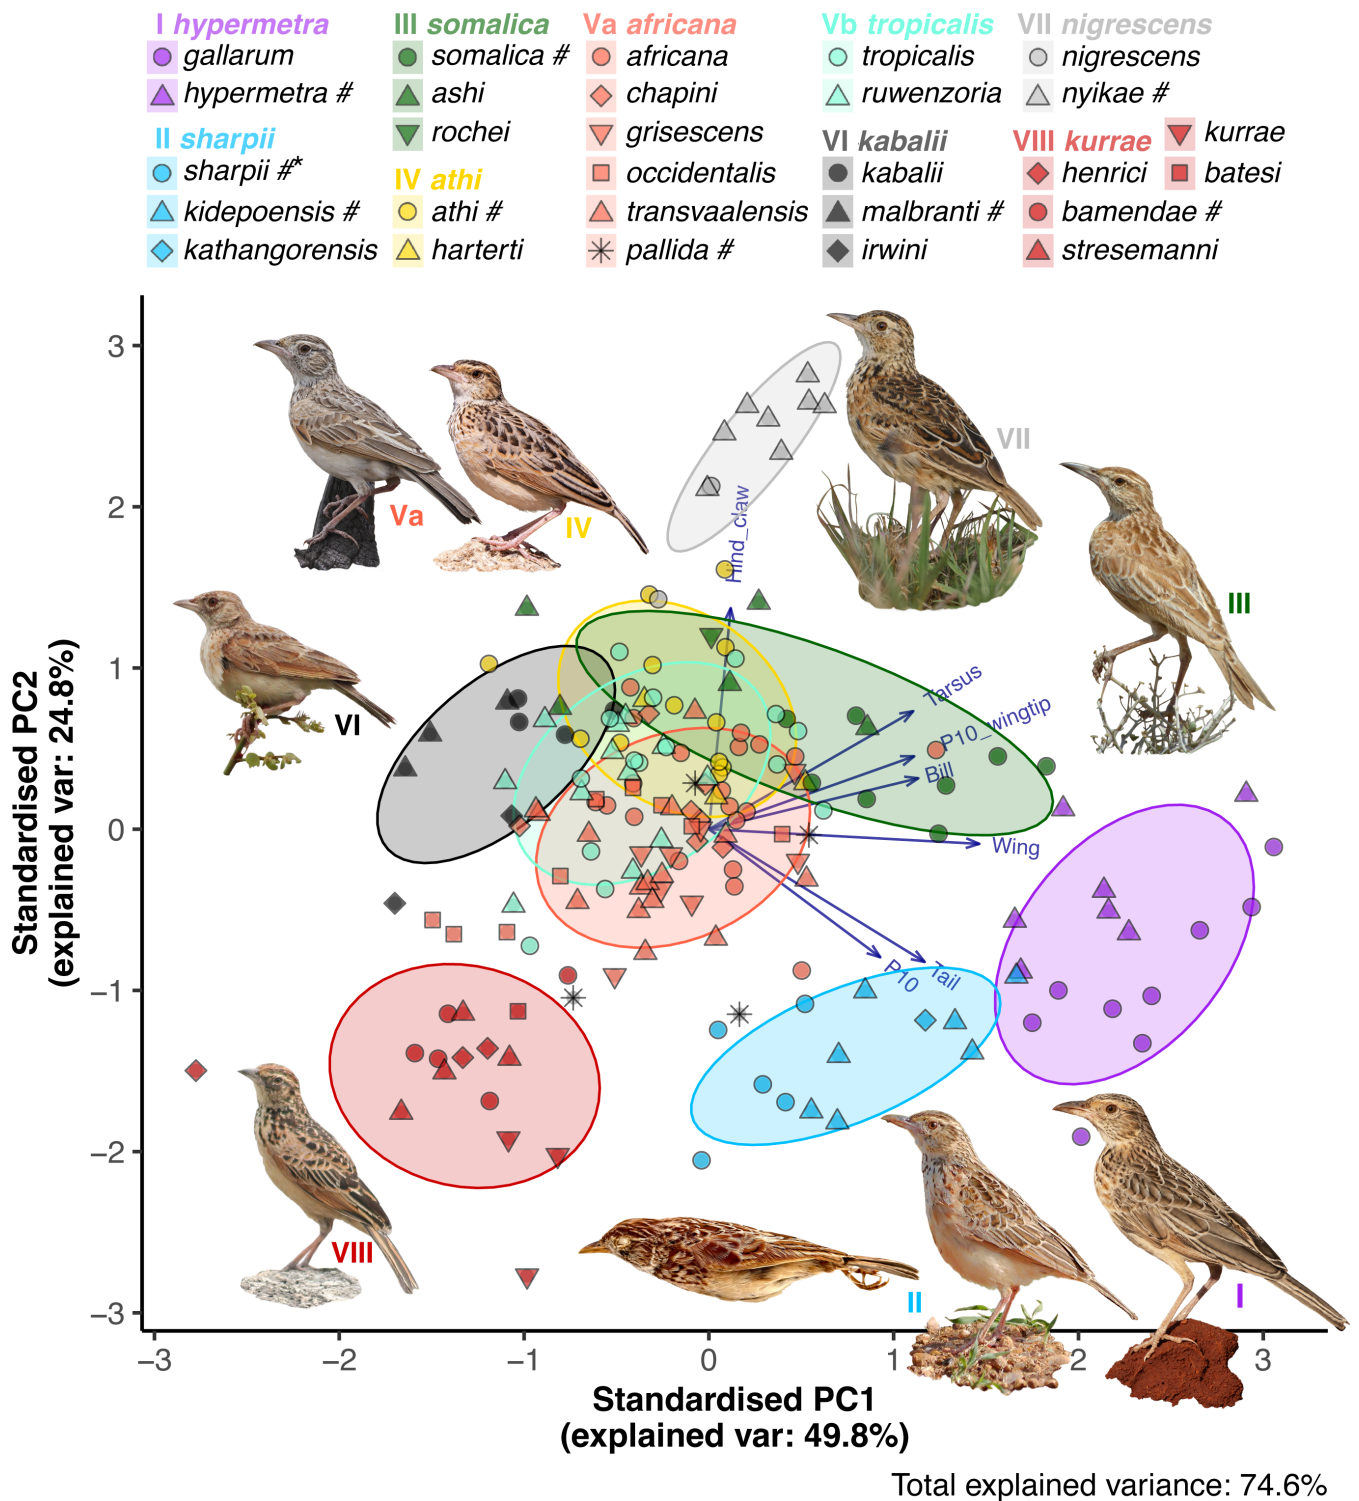 I hypermetra
gallarum
hypermetra #
II sharpii
sharpii #*
kidepoensis #
kathangorensis
III somalica
somalica #
ashi
rochei
IV athi
athi #
harterti
Va africana
africana
chapini
grisescens
occidentalis
transvaalensis
pallida #
Vb tropicalis
tropicalis
ruwenzoria
VI kabalii
kabalii
malbranti #
irwini
VII nigrescens
nigrescens
nyikae #
VIII kurrae
henrici
bamendae #
stresemanni
kurrae
batesi
Standardised PC2
(explained var: 24.8%)
3
2
1
0
−1
−2
−3
Va
IV
VII
III
VI
VIII
II
I
Hind_claw
Tarsus
P10_wingtip
Bill
Wing
Tail
P10
−3
−2
−1
0
1
2
3
Standardised PC1
(explained var: 49.8%)
Total explained variance: 74.6%